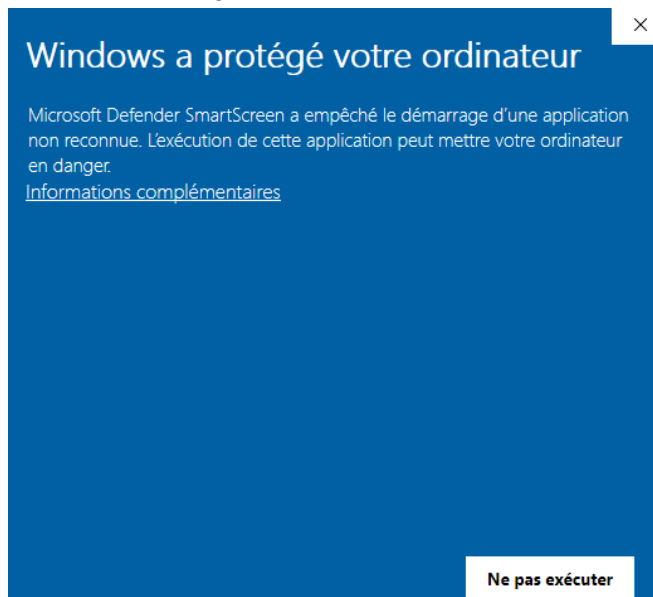 Windows a protégé votre ordinateur
Microsoft Defender SmartScreen a empêché le démarrage d'une application
non reconnue. L'exécution de cette application peut mettre votre ordinateur
en danger.
Informations complémentaires
Ne pas exécuter